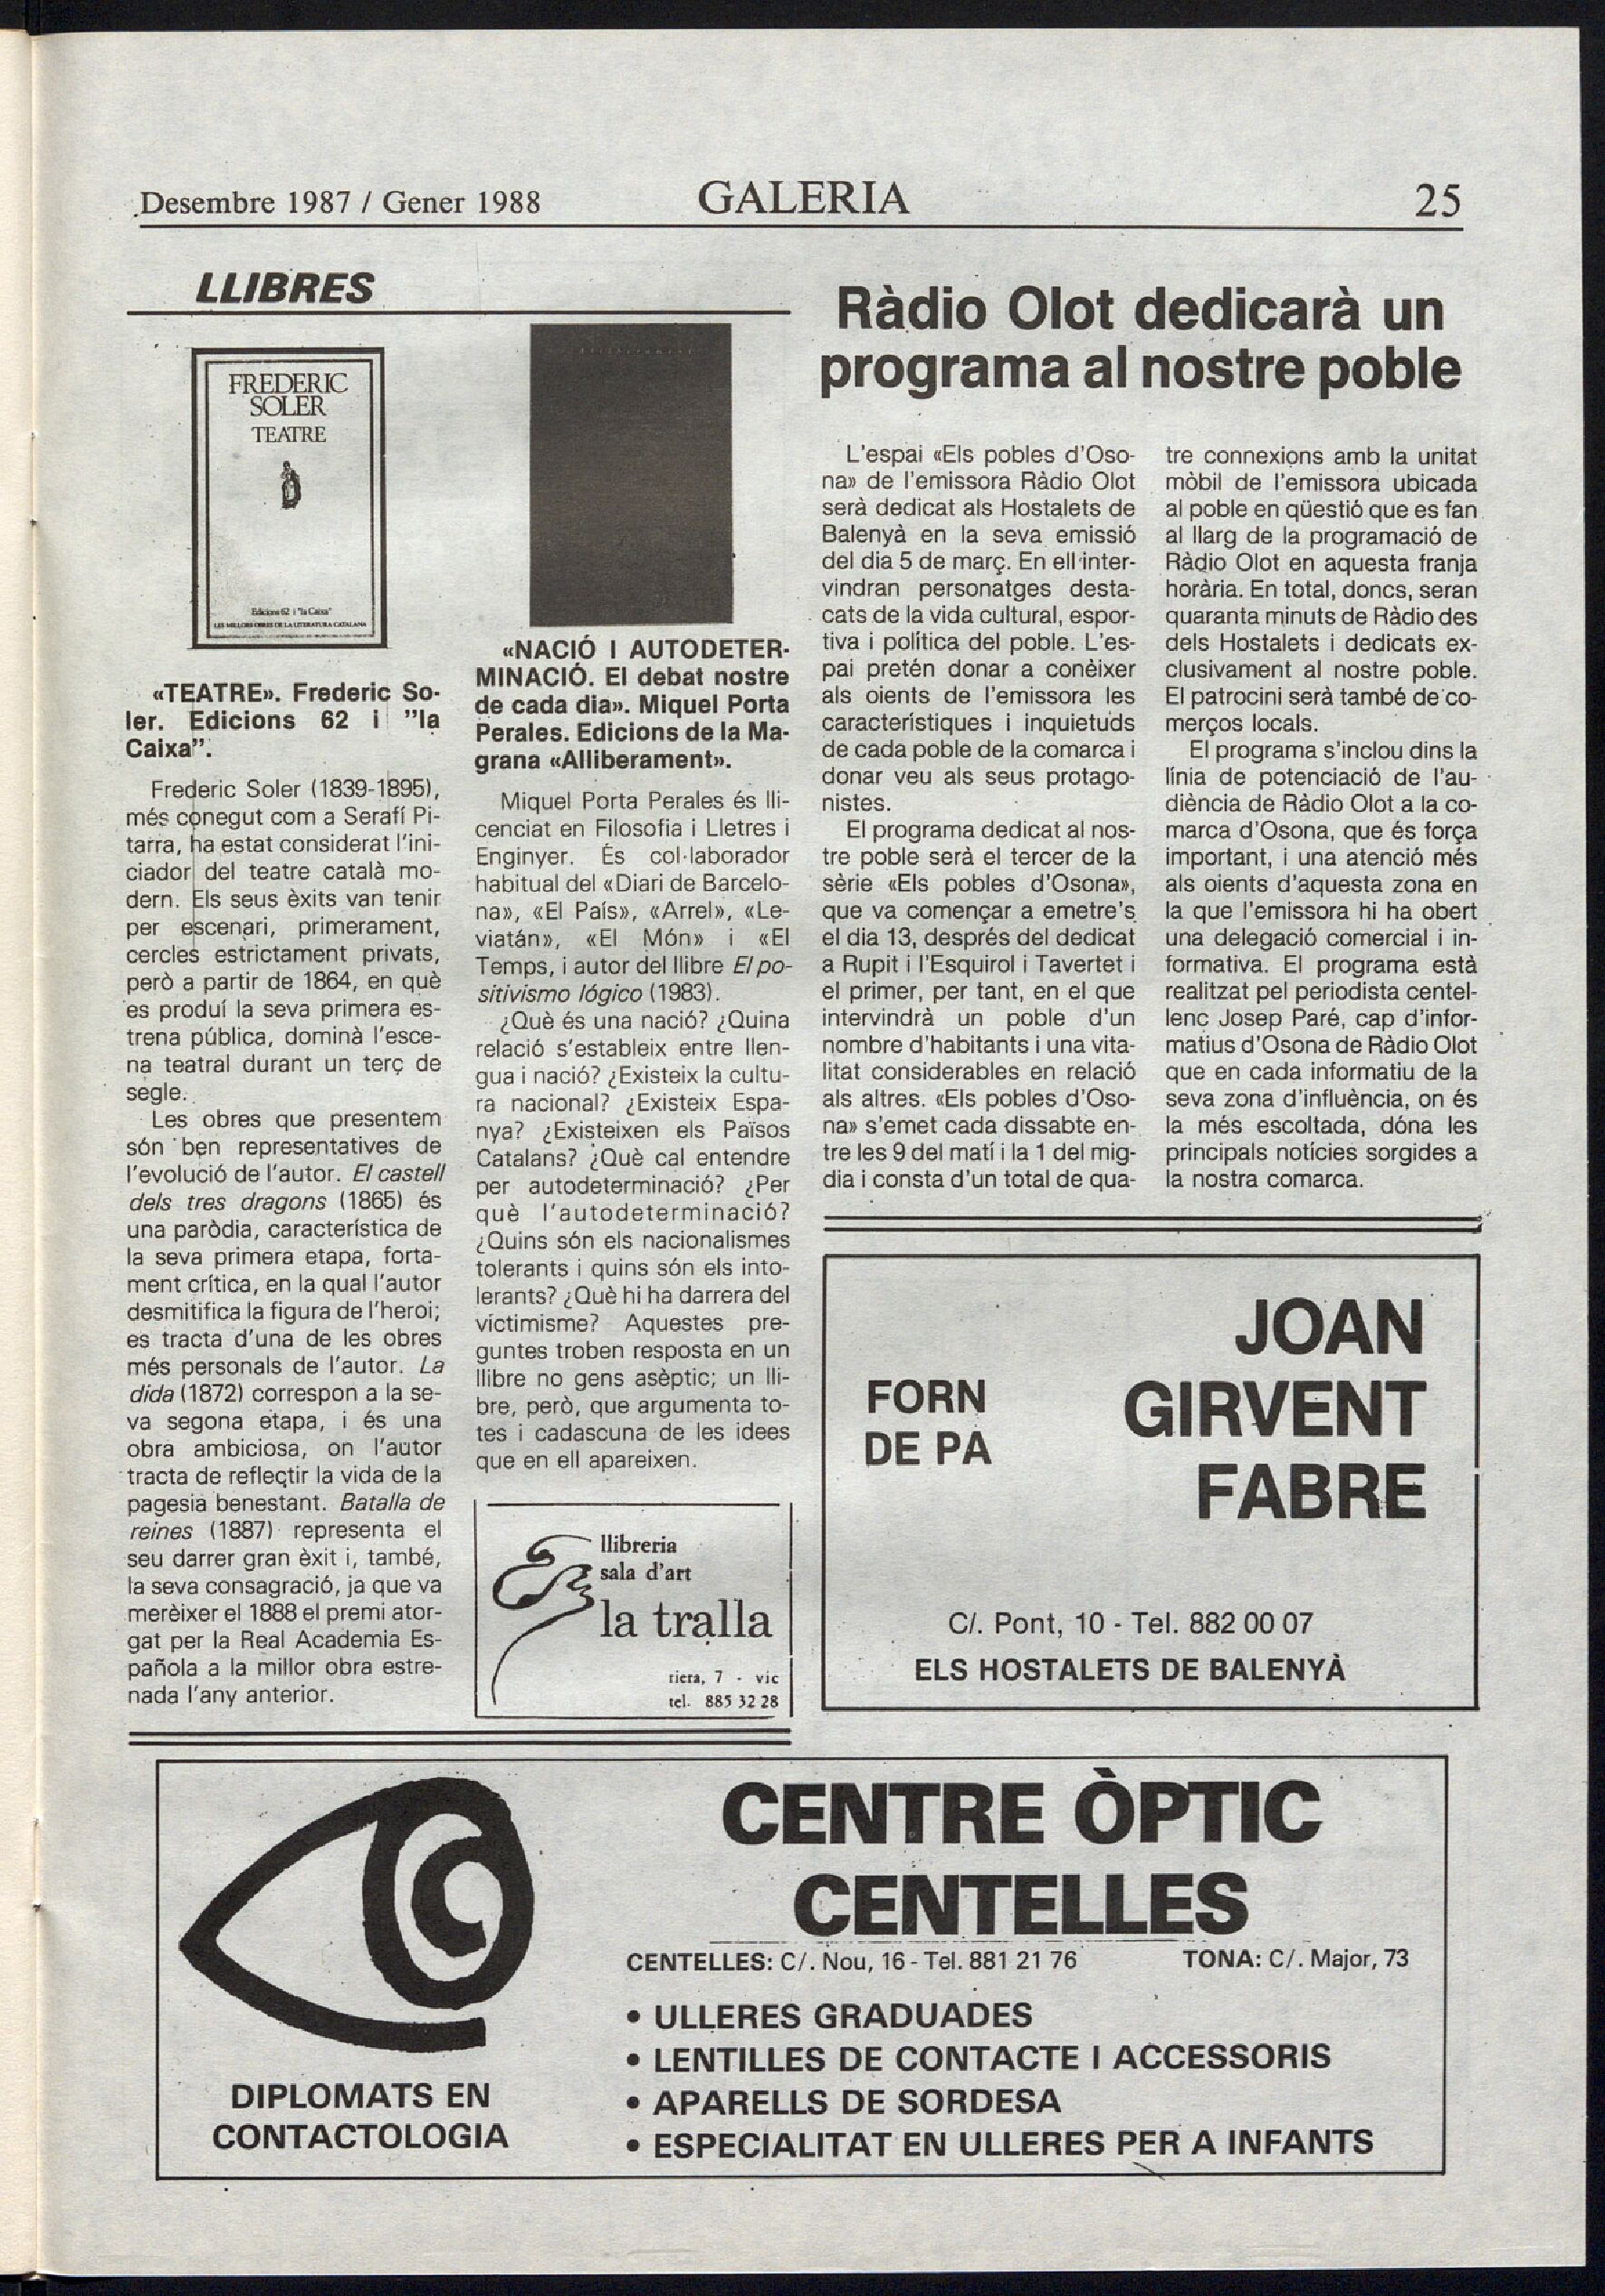 Desembre 1987 / Gener 1988
GALERIA
25
LLIBRES
FREDERIC
SOLER
TEATRE
Edicions 62 i "la Caixa"
LES MILLORS OBRES DE LA LITERATURA CATALANA
«TEATRE». Frederic So-
ler. Edicions 62 i ”la
Caixa”.
Frederic Soler (1839-1895),
més conegut com a Serafí Pi-
tarra, ha estat considerat l'ini-
ciador del teatre català mo-
dern. Els seus èxits van tenir
per escenari, primerament,
cercles estrictament privats,
però a partir de 1864, en què
es produí la seva primera es-
trena pública, dominà l'esce-
na teatral durant un terç de
segle.
Les obres que presentem
són ben representatives de
l'evolució de l'autor. El castell
dels tres dragons (1865) és
una paròdia, característica de
la seva primera etapa, forta-
ment crítica, en la qual l'autor
desmitifica la figura de l'heroi;
es tracta d'una de les obres
més personals de l'autor. La
dida (1872) correspon a la se-
va segona etapa, i és una
obra ambiciosa, on l'autor
tracta de reflectir la vida de la
pagesia benestant. Batalla de
reines (1887) representa el
seu darrer gran èxit i, també,
la seva consagració, ja que va
merèixer el 1888 el premi ator-
gat per la Real Academia Es-
pañola a la millor obra estre-
nada l'any anterior.
«NACIÓ I AUTODETER-
MINACIÓ. El debat nostre
de cada dia». Miquel Porta
Perales. Edicions de la Ma-
grana «Alliberament».
Miquel Porta Perales és lli-
cenciat en Filosofia i Lletres i
Enginyer. És col·laborador
habitual del «Diari de Barcelo-
na», «El País», «Arrel», «Le-
viatán», «El Món» i «El
Temps, i autor del llibre El po-
sitivismo lógico (1983).
¿Què és una nació? ¿Quina
relació s'estableix entre llen-
gua i nació? ¿Existeix la cultu-
ra nacional? ¿Existeix Espa-
nya? ¿Existeixen els Països
Catalans? ¿Què cal entendre
per autodeterminació? ¿Per
què l'autodeterminació?
¿Quins són els nacionalismes
tolerants i quins són els into-
lerants? ¿Què hi ha darrera del
victimisme? Aquestes pre-
guntes troben resposta en un
llibre no gens asèptic; un lli-
bre, però, que argumenta to-
tes i cadascuna de les idees
que en ell apareixen.
llibreria
sala d'art
la tralla
riera, 7 - vic
tel. 885 32 28
Ràdio Olot dedicarà un
programa al nostre poble
L'espai «Els pobles d'Oso-
na» de l'emissora Ràdio Olot
serà dedicat als Hostalets de
Balenyà en la seva emissió
del dia 5 de març. En ell inter-
vindran personatges desta-
cats de la vida cultural, espor-
tiva i política del poble. L'es-
pai pretén donar a conèixer
als oients de l'emissora les
característiques i inquietuds
de cada poble de la comarca i
donar veu als seus protago-
nistes.
El programa dedicat al nos-
tre poble serà el tercer de la
sèrie «Els pobles d'Osona»,
que va començar a emetre's
el dia 13, després del dedicat
a Rupit i l'Esquirol i Tavertet i
el primer, per tant, en el que
intervindrà un poble d'un
nombre d'habitants i una vita-
litat considerables en relació
als altres. «Els pobles d'Oso-
na» s'emet cada dissabte en-
tre les 9 del matí i la 1 del mig-
dia i consta d'un total de qua-
tre connexions amb la unitat
mòbil de l'emissora ubicada
al poble en qüestió que es fan
al llarg de la programació de
Ràdio Olot en aquesta franja
horària. En total, doncs, seran
quaranta minuts de Ràdio des
dels Hostalets i dedicats ex-
clusivament al nostre poble.
El patrocini serà també de co-
merços locals.
El programa s'inclou dins la
línia de potenciació de l'au-
diència de Ràdio Olot a la co-
marca d'Osona, que és força
important, i una atenció més
als oients d'aquesta zona en
la que l'emissora hi ha obert
una delegació comercial i in-
formativa. El programa està
realitzat pel periodista centel-
lenc Josep Paré, cap d'infor-
matius d'Osona de Ràdio Olot
que en cada informatiu de la
seva zona d'influència, on és
la més escoltada, dóna les
principals notícies sorgides a
la nostra comarca.
FORN
DE PA
JOAN
GIRVENT
FABRE
C/. Pont, 10 - Tel. 882 00 07
ELS HOSTALETS DE BALENYÀ
DIPLOMATS EN
CONTACTOLOGIA
CENTRE ÒPTIC
CENTELLES
CENTELLES: C/. Nou, 16 - Tel. 881 21 76
TONA: C/. Major, 73
• ULLERES GRADUADES
• LENTILLES DE CONTACTE I ACCESSORIS
• APARELLS DE SORDESA
• ESPECIALITAT EN ULLERES PER A INFANTS